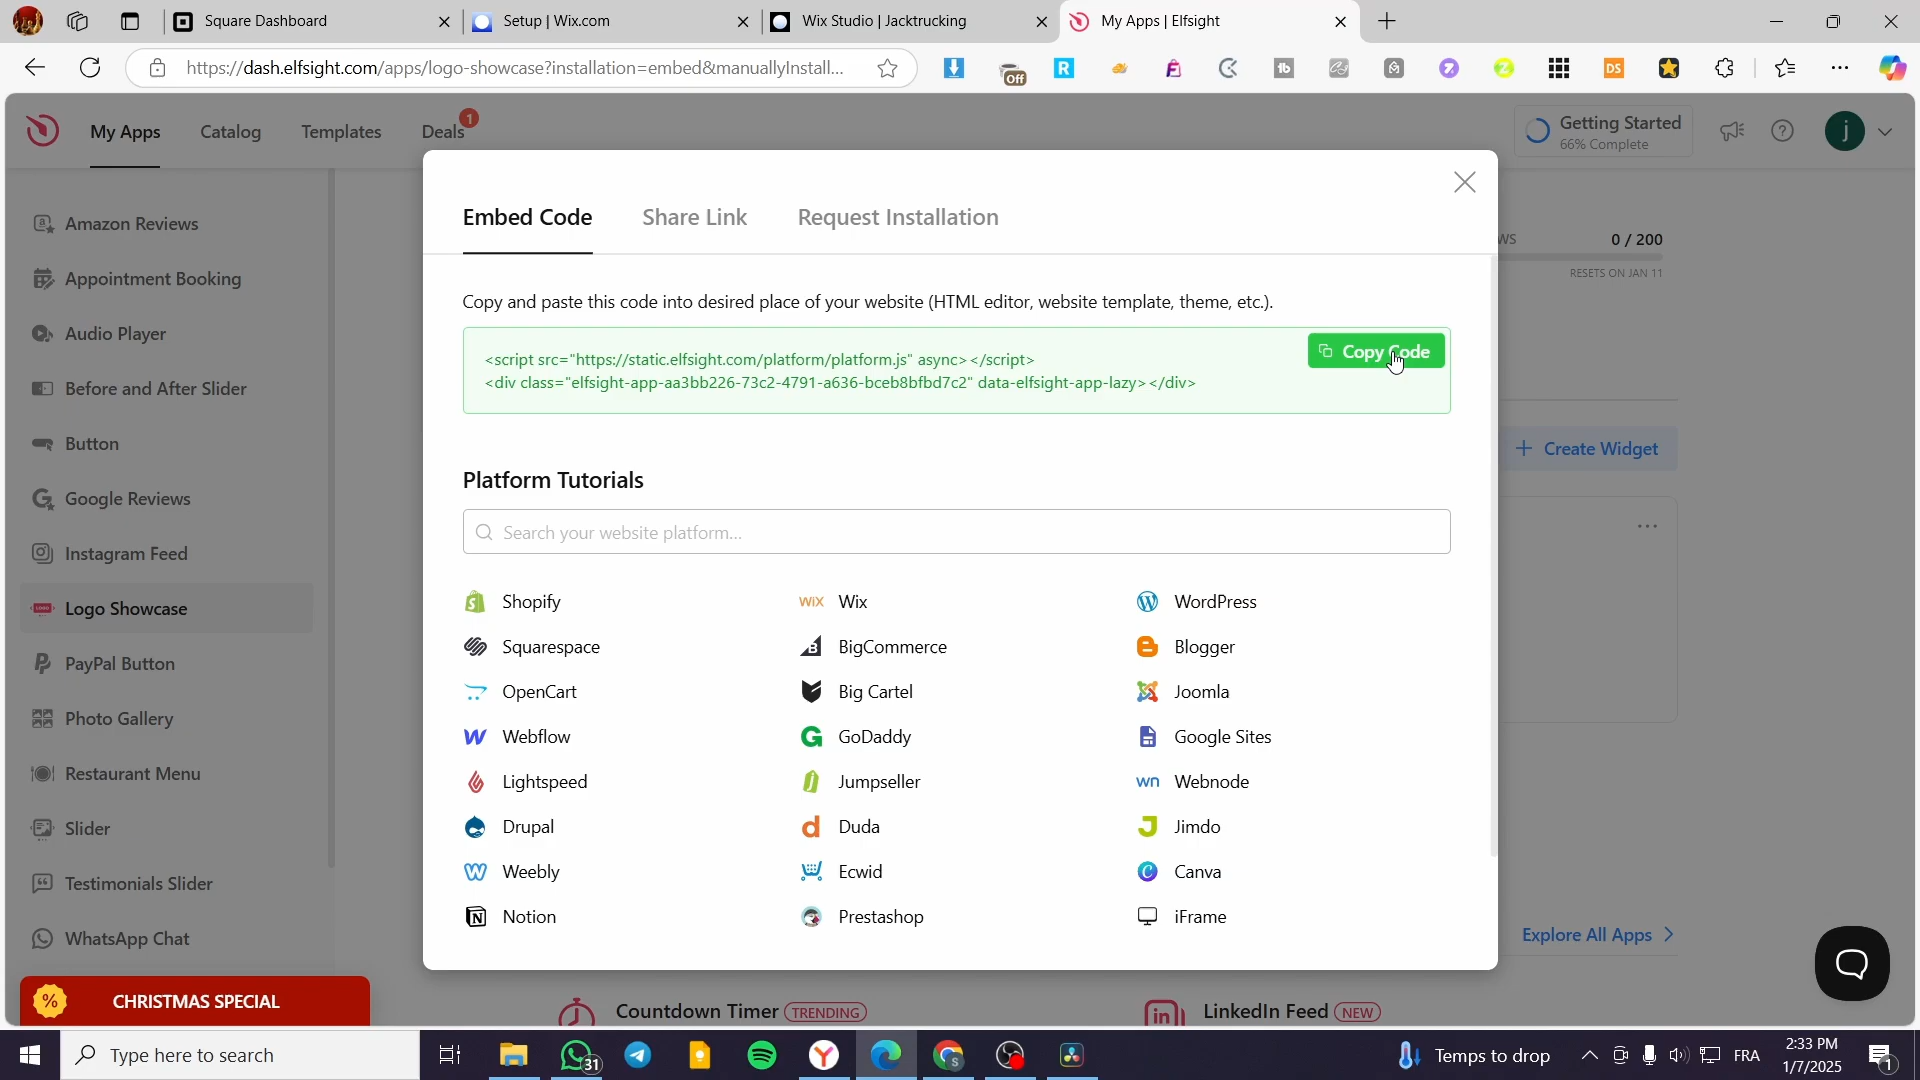 Square Dashboard
Setup | Wix.com
Wix Studio | Jacktrucking
My Apps | Elfsight
https://dash.elfsight.com/apps/logo-showcase?installation=embed&manuallyInstall...
Off
R
tb
DS
My Apps
Catalog
Templates
Deals
1
Getting Started
66% Complete
j
Amazon Reviews
Appointment Booking
Audio Player
Before and After Slider
Button
Google Reviews
Instagram Feed
Logo Showcase
PayPal Button
Photo Gallery
Restaurant Menu
Slider
Testimonials Slider
WhatsApp Chat
CHRISTMAS SPECIAL
Embed Code
Share Link
Request Installation
WS
0 / 200
RESETS ON JAN 11
Copy and paste this code into desired place of your website (HTML editor, website template, theme, etc.).
<script src="https://static.elfsight.com/platform/platform.js" async></script>
<div class="elfsight-app-aa3bb226-73c2-4791-a636-bceb8bfbd7c2" data-elfsight-app-lazy></div>
Copy Code
Create Widget
Platform Tutorials
Search your website platform...
Shopify
WiX Wix
WordPress
Squarespace
BigCommerce
Blogger
OpenCart
Big Cartel
Joomla
Webflow
GoDaddy
Google Sites
Lightspeed
Jumpseller
wn Webnode
Drupal
Duda
Jimdo
Weebly
Ecwid
Canva
Notion
Prestashop
iFrame
Explore All Apps
Countdown Timer TRENDING
LinkedIn Feed NEW
Type here to search
31
Temps to drop
FRA
2:33 PM
1/7/2025
1